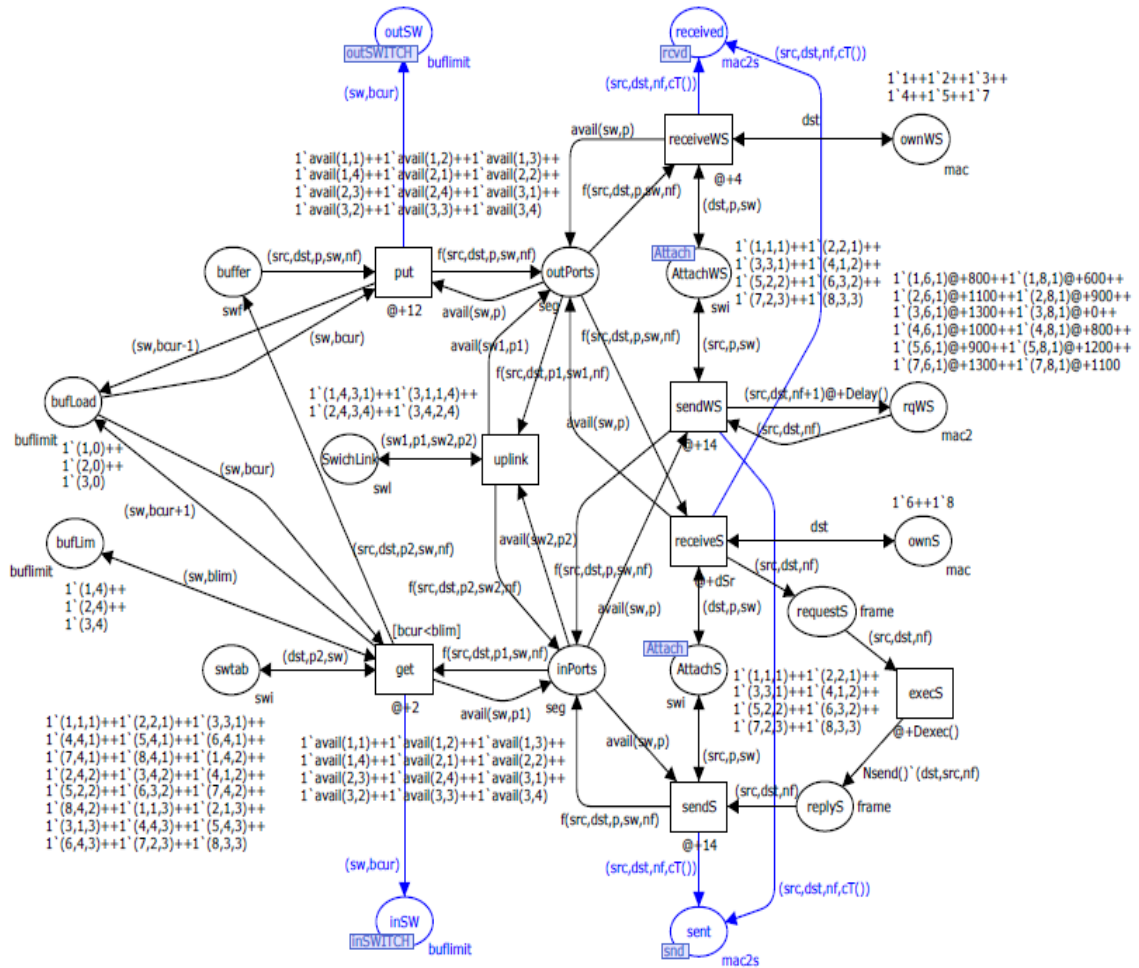 outSW
outSWITCH
buflimit
(sw,bcur)
received
rcvd
mac2s
(src,dst,nf,cT())
(src,dst,nf,cT())
1`1++1`2++1`3++
1`4++1`5++1`7
avail(sw,p)
receiveWS
@+4
dst
ownWS
mac
1`avail(1,1)++1`avail(1,2)++1`avail(1,3)++
1`avail(1,4)++1`avail(2,1)++1`avail(2,2)++
1`avail(2,3)++1`avail(2,4)++1`avail(3,1)++
1`avail(3,2)++1`avail(3,3)++1`avail(3,4)
f(src,dst,p,sw,nf)
(dst,p,sw)
buffer
swf
(src,dst,p,sw,nf)
put
@+12
f(src,dst,p,sw,nf)
outPorts
seg
avail(sw,p)
Attach
AttachWS
swi
1`(1,1,1)++1`(2,2,1)++
1`(3,3,1)++1`(4,1,2)++
1`(5,2,2)++1`(6,3,2)++
1`(7,2,3)++1`(8,3,3)
1`(1,6,1)@+800++1`(1,8,1)@+600++
1`(2,6,1)@+1100++1`(2,8,1)@+900++
1`(3,6,1)@+1300++1`(3,8,1)@+0++
1`(4,6,1)@+1000++1`(4,8,1)@+800++
1`(5,6,1)@+900++1`(5,8,1)@+1200++
1`(7,6,1)@+1300++1`(7,8,1)@+1100
(sw,bcur-1)
(sw,bcur)
avail(sw1,p1)
f(src,dst,p,sw,nf)
(src,p,sw)
f(src,dst,p1,sw1,nf)
bufLoad
buflimit
1`(1,0)++
1`(2,0)++
1`(3,0)
1`(1,4,3,1)++1`(3,1,1,4)++
1`(2,4,3,4)++1`(3,4,2,4)
SwichLink
swl
(sw1,p1,sw2,p2)
uplink
avail(sw,p)
sendWS
@+14
(src,dst,nf+1)@+Delay()
(src,dst,nf)
rqWS
mac2
(sw,bcur)
(sw,bcur+1)
1`6++1`8
bufLim
buflimit
1`(1,4)++
1`(2,4)++
1`(3,4)
(sw,blim)
(src,dst,p2,sw,nf)
avail(sw2,p2)
f(src,dst,p2,sw2,nf)
f(src,dst,p,sw,nf)
avail(sw,p)
receiveS
@+dSr
dst
ownS
mac
(src,dst,nf)
(dst,p,sw)
requestS
frame
(src,dst,nf)
[bcur<blim]
swtab
swi
(dst,p2,sw)
get
@+2
f(src,dst,p1,sw,nf)
avail(sw,p1)
inPorts
seg
Attach
AttachS
swi
1`(1,1,1)++1`(2,2,1)++
1`(3,3,1)++1`(4,1,2)++
1`(5,2,2)++1`(6,3,2)++
1`(7,2,3)++1`(8,3,3)
execS
@+Dexec()
1`(1,1,1)++1`(2,2,1)++1`(3,3,1)++
1`(4,4,1)++1`(5,4,1)++1`(6,4,1)++
1`(7,4,1)++1`(8,4,1)++1`(1,4,2)++
1`(2,4,2)++1`(3,4,2)++1`(4,1,2)++
1`(5,2,2)++1`(6,3,2)++1`(7,4,2)++
1`(8,4,2)++1`(1,1,3)++1`(2,1,3)++
1`(3,1,3)++1`(4,4,3)++1`(5,4,3)++
1`(6,4,3)++1`(7,2,3)++1`(8,3,3)
1`avail(1,1)++1`avail(1,2)++1`avail(1,3)++
1`avail(1,4)++1`avail(2,1)++1`avail(2,2)++
1`avail(2,3)++1`avail(2,4)++1`avail(3,1)++
1`avail(3,2)++1`avail(3,3)++1`avail(3,4)
avail(sw,p)
(src,p,sw)
Nsend()`(dst,src,nf)
f(src,dst,p,sw,nf)
sendS
@+14
(src,dst,nf)
replyS
frame
(sw,bcur)
(src,dst,nf,cT())
(src,dst,nf,cT())
inSW
inSWITCH
buflimit
sent
snd
mac2s